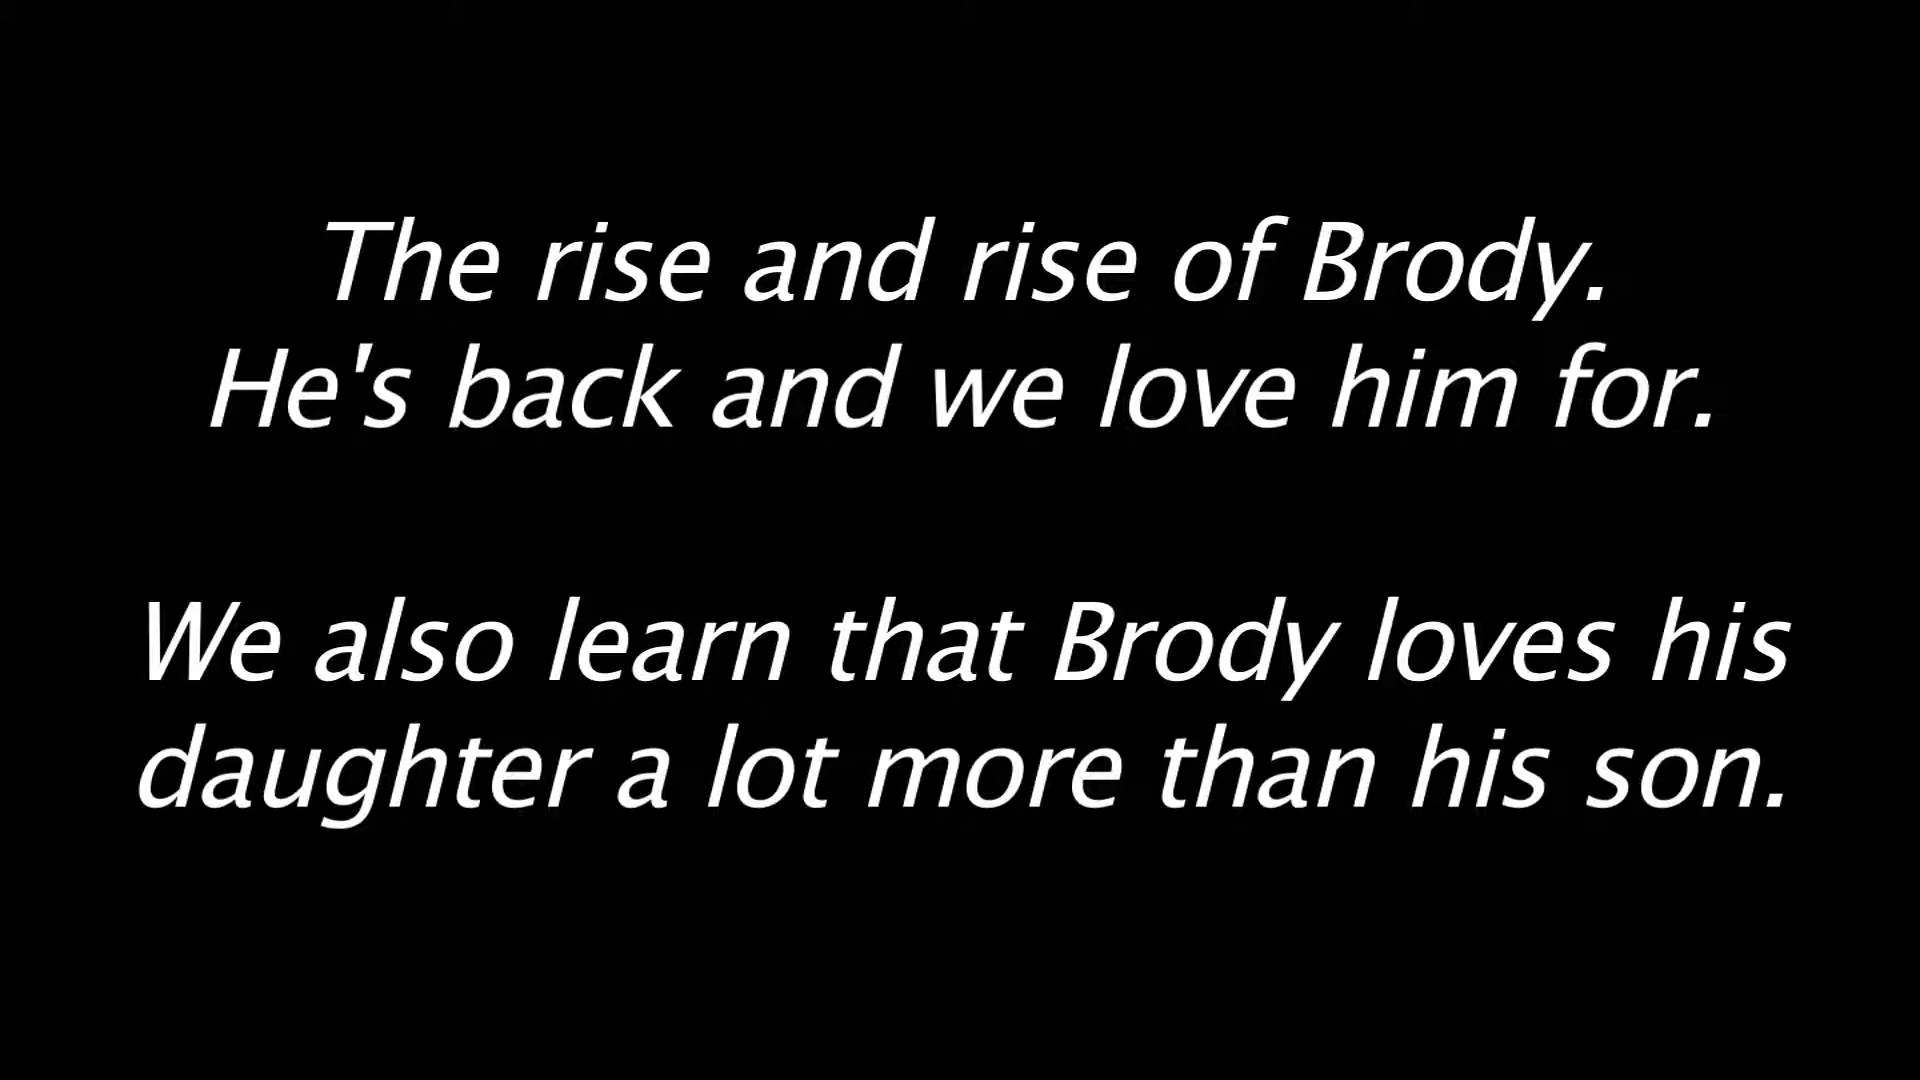 The rise and rise of Brody.
He's back and we love him for.
We also learn that Brody loves his
daughter a lot more than his son.